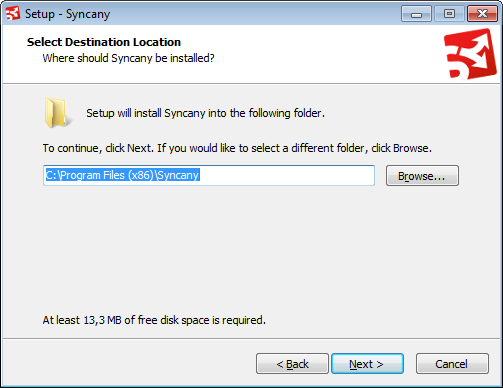 Setup - Syncany
Select Destination Location
Where should Syncany be installed?
Setup will install Syncany into the following folder.
To continue, click Next. If you would like to select a different folder, click Browse.
C:\Program Files (x86)\Syncany
Browse...
At least 13,3 MB of free disk space is required.
< Back
Next >
Cancel